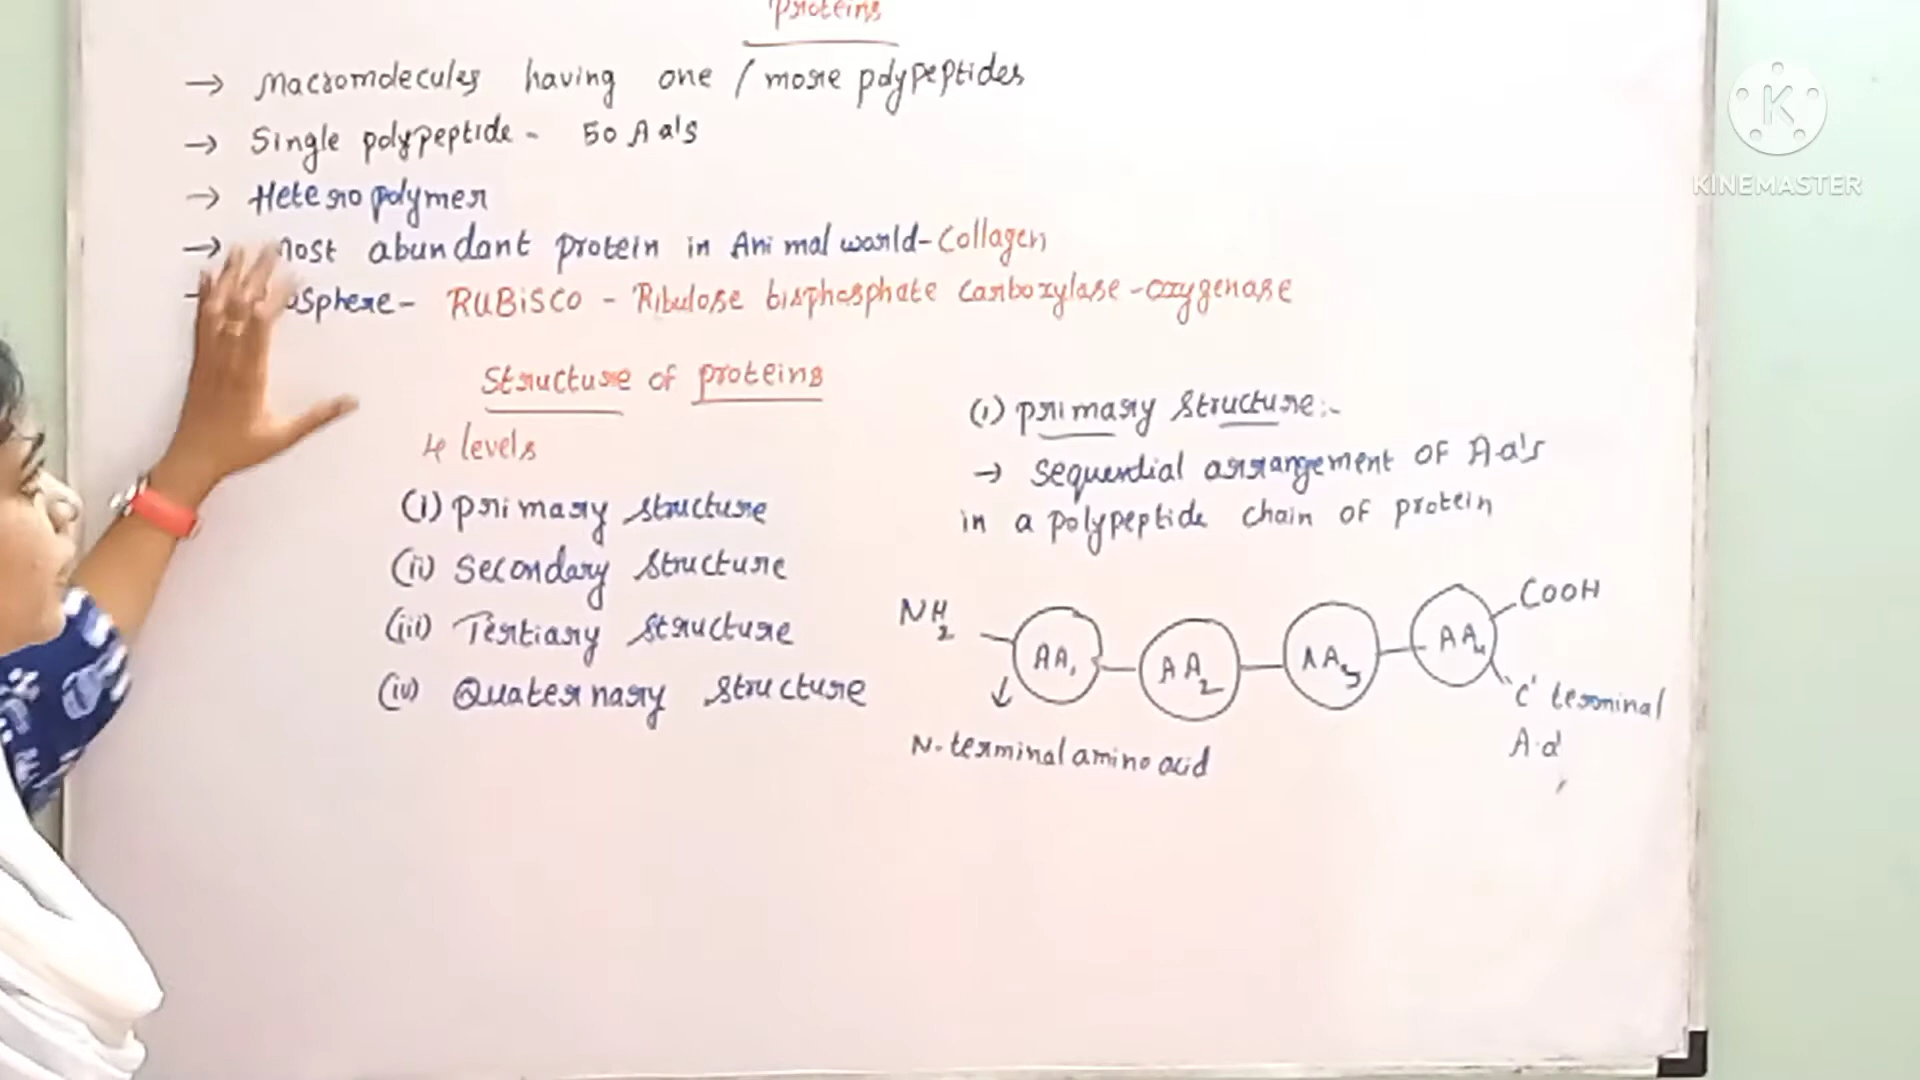 Proteins
→ Macromolecules having one / more polypeptides
→ Single polypeptide - 50 A a's
→ Heteropolymer
→ most abundant protein in Animal world - Collagen
sphere - RUBISCO - Ribulose bisphosphate carboxylase - oxygenase
Structure of proteins
4 levels
(i) primary structure
(ii) Secondary structure
(iii) Tertiary structure
(iv) Quaternary structure
(i) primary structure :-
→ sequential arrangement OF A.a's
in a polypeptide chain of protein
NH2
AA1
AA2
AA3
AA4
COOH
'c' terminal
A.a
N-terminal amino acid
K
KINEMASTER